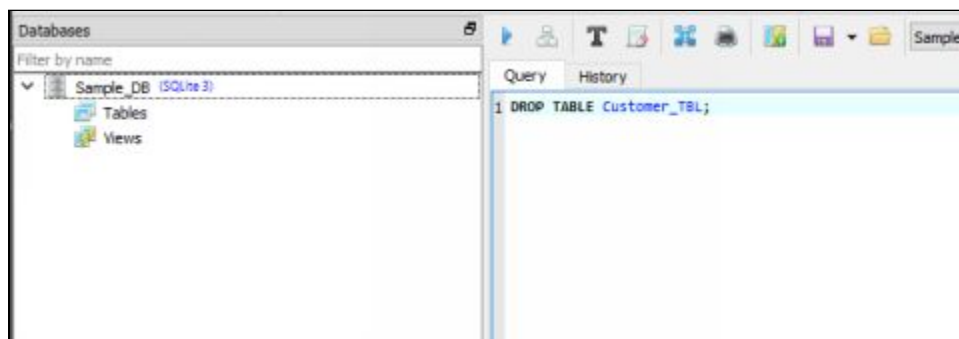 Databases
Filter by name
Sample_DB (SQLite 3)
Tables
Views
T
Sample
Query History
1 DROP TABLE Customer_TBL;